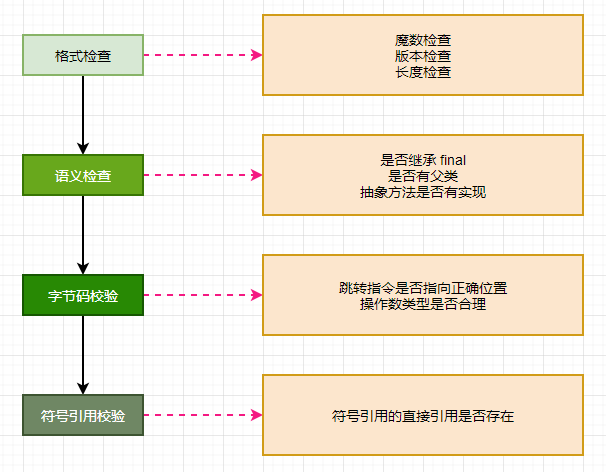 格式检查
魔数检查
版本检查
长度检查
语义检查
是否继承 final
是否有父类
抽象方法是否有实现
字节码校验
跳转指令是否指向正确位置
操作数类型是否合理
符号引用校验
符号引用的直接引用是否存在